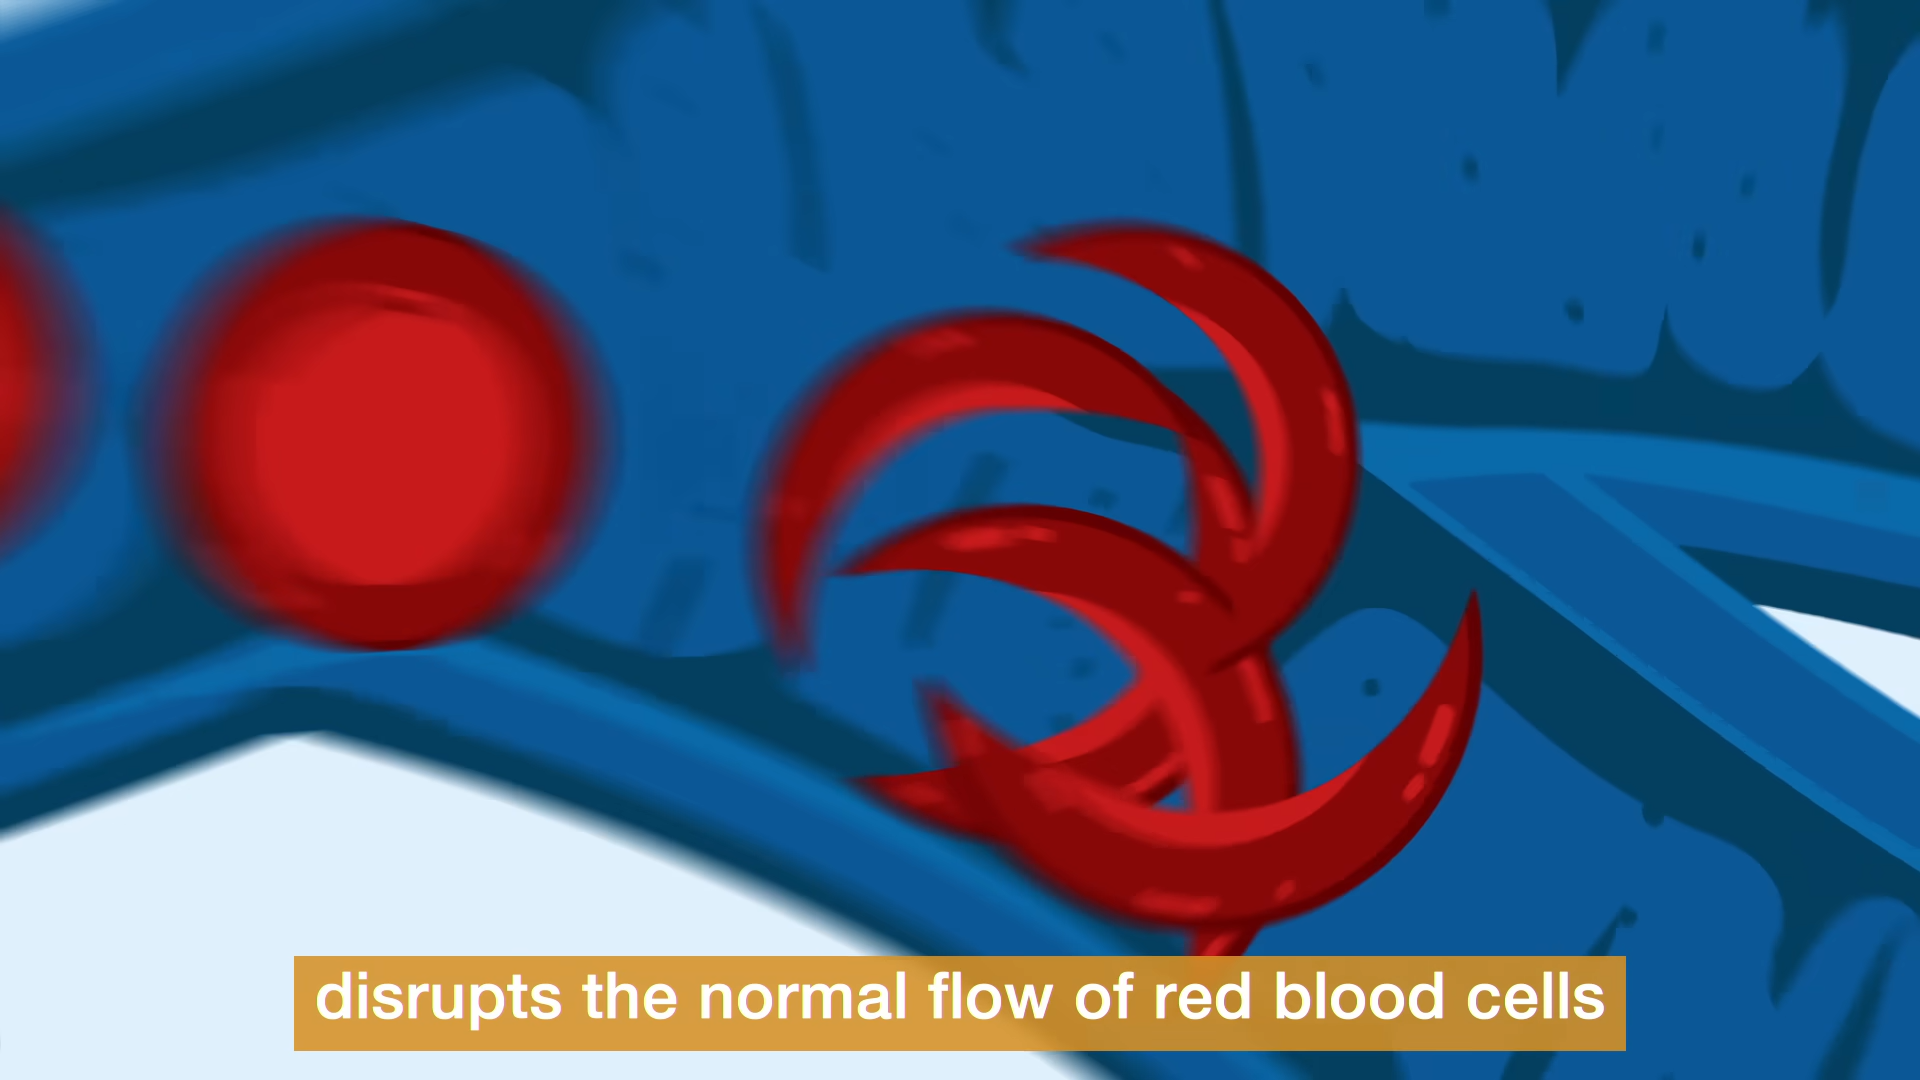 disrupts the normal flow of red blood cells